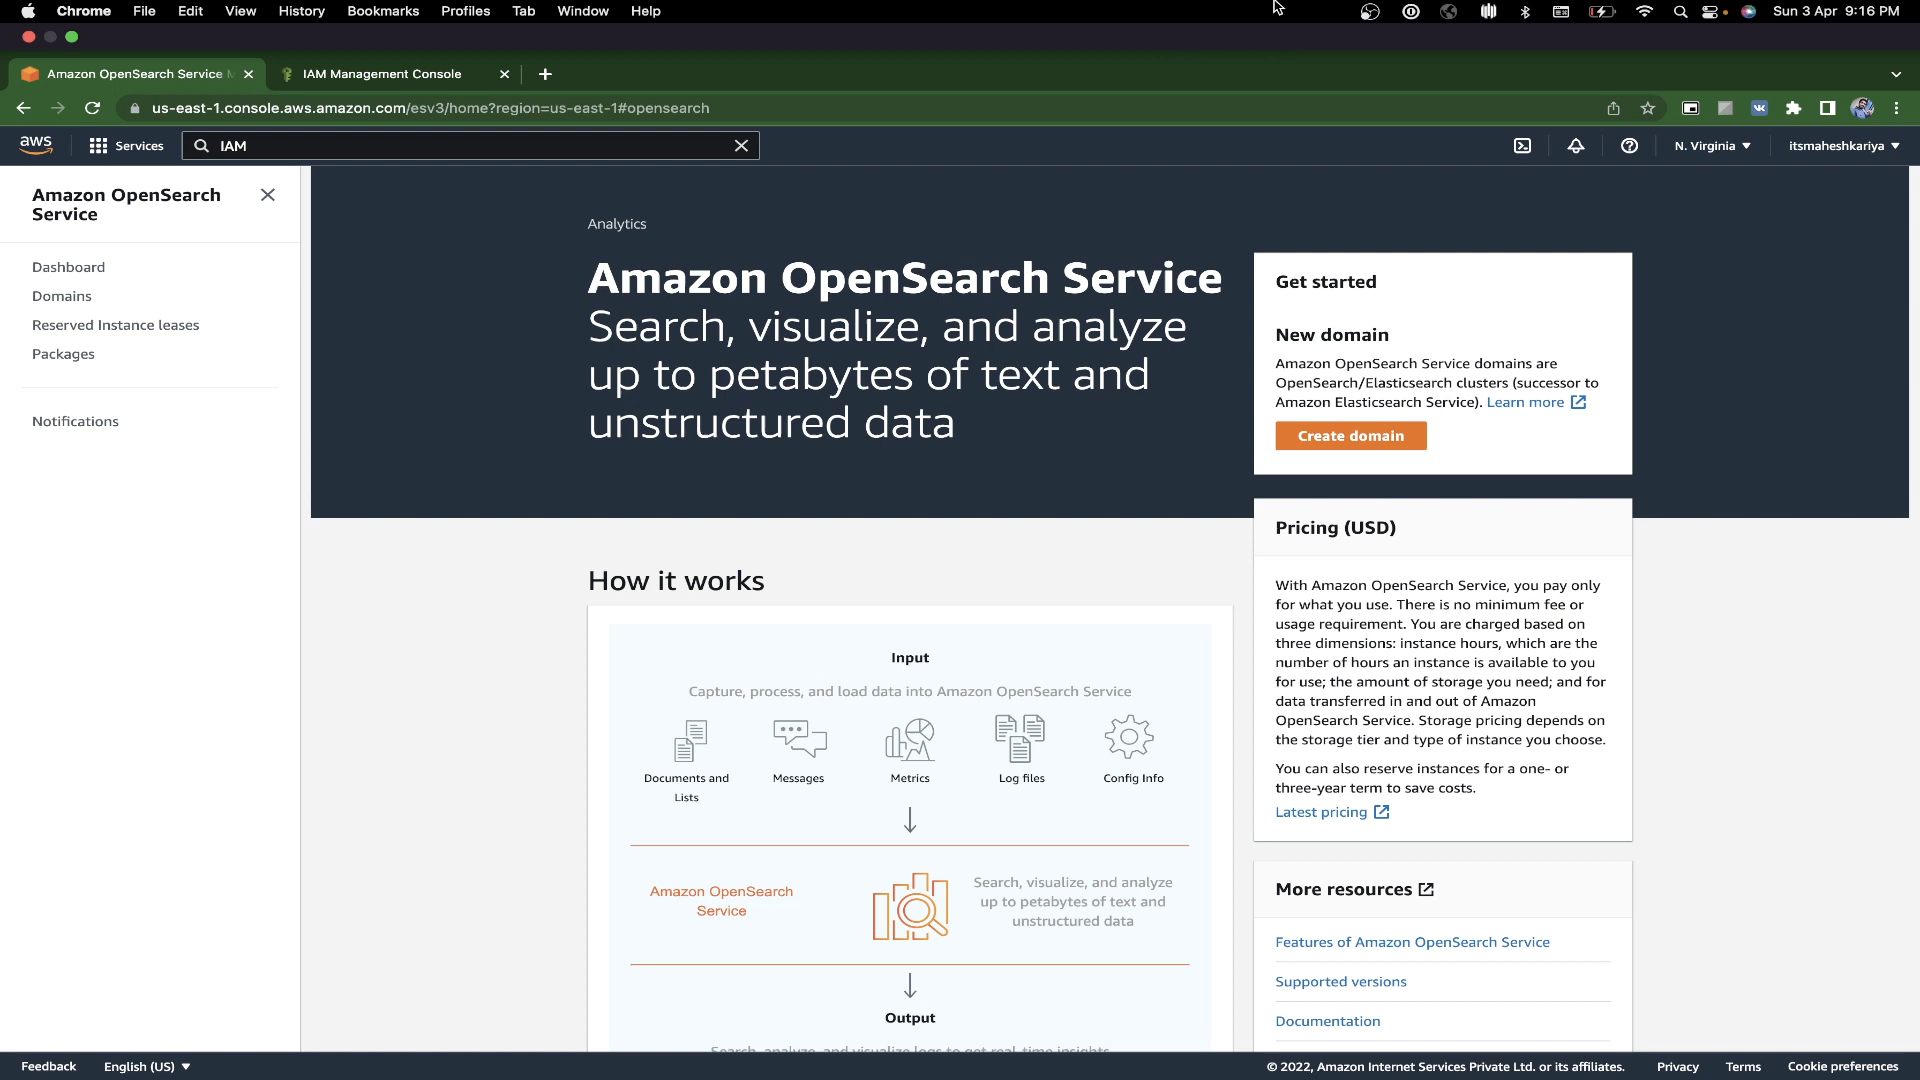 Chrome File Edit View History Bookmarks Profiles Tab Window Help Sun 3 Apr 9:16 PM
Amazon OpenSearch Service IAM Management Console
us-east-1.console.aws.amazon.com/esv3/home?region=us-east-1#opensearch
aws Services IAM N. Virginia itsmaheshkariya
Amazon OpenSearch
Service
Dashboard
Domains
Reserved Instance leases
Packages
Notifications
Analytics
Amazon OpenSearch Service
Search, visualize, and analyze
up to petabytes of text and
unstructured data
Get started
New domain
Amazon OpenSearch Service domains are
OpenSearch/Elasticsearch clusters (successor to
Amazon Elasticsearch Service). Learn more
Create domain
Pricing (USD)
With Amazon OpenSearch Service, you pay only
for what you use. There is no minimum fee or
usage requirement. You are charged based on
three dimensions: instance hours, which are the
number of hours an instance is available to you
for use; the amount of storage you need; and for
data transferred in and out of Amazon
OpenSearch Service. Storage pricing depends on
the storage tier and type of instance you choose.
You can also reserve instances for a one- or
three-year term to save costs.
Latest pricing
More resources
Features of Amazon OpenSearch Service
Supported versions
Documentation
How it works
Input
Capture, process, and load data into Amazon OpenSearch Service
Documents and
Lists
Messages
Metrics
Log files
Config Info
Amazon OpenSearch
Service
Search, visualize, and analyze
up to petabytes of text and
unstructured data
Output
Search, analyze, and visualize logs to get real-time insights
Feedback English (US) © 2022, Amazon Internet Services Private Ltd. or its affiliates. Privacy Terms Cookie preferences